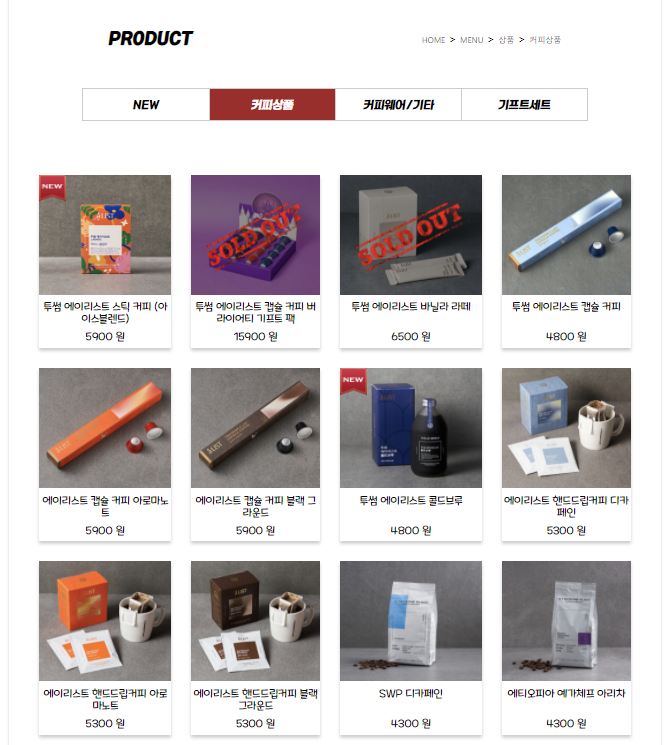 PRODUCT
HOME > MENU > 상품 > 커피상품
NEW
커피상품
커피웨어/기타
기프트세트
NEW
A.LIST
투썸 에이리스트 스틱 커피 (아
이스블렌드)
5900 원
SOLD OUT
투썸 에이리스트 캡슐 커피 버
라이어티 기프트 팩
15900 원
A.LIST
SOLD OUT
투썸 에이리스트 바닐라 라떼
6500 원
A.LIST
투썸 에이리스트 캡슐 커피
4800 원
A.LIST
에이리스트 캡슐 커피 아로마노
트
5900 원
A.LIST
에이리스트 캡슐 커피 블랙 그
라운드
5900 원
NEW
투썸 에이리스트 콜드브루
4800 원
A.LIST
에이리스트 핸드드립커피 디카
페인
5300 원
A.LIST
에이리스트 핸드드립커피 아로
마노트
5300 원
A.LIST
에이리스트 핸드드립커피 블랙
그라운드
5300 원
SWP 디카페인
4300 원
에티오피아 예가체프 아리차
4300 원